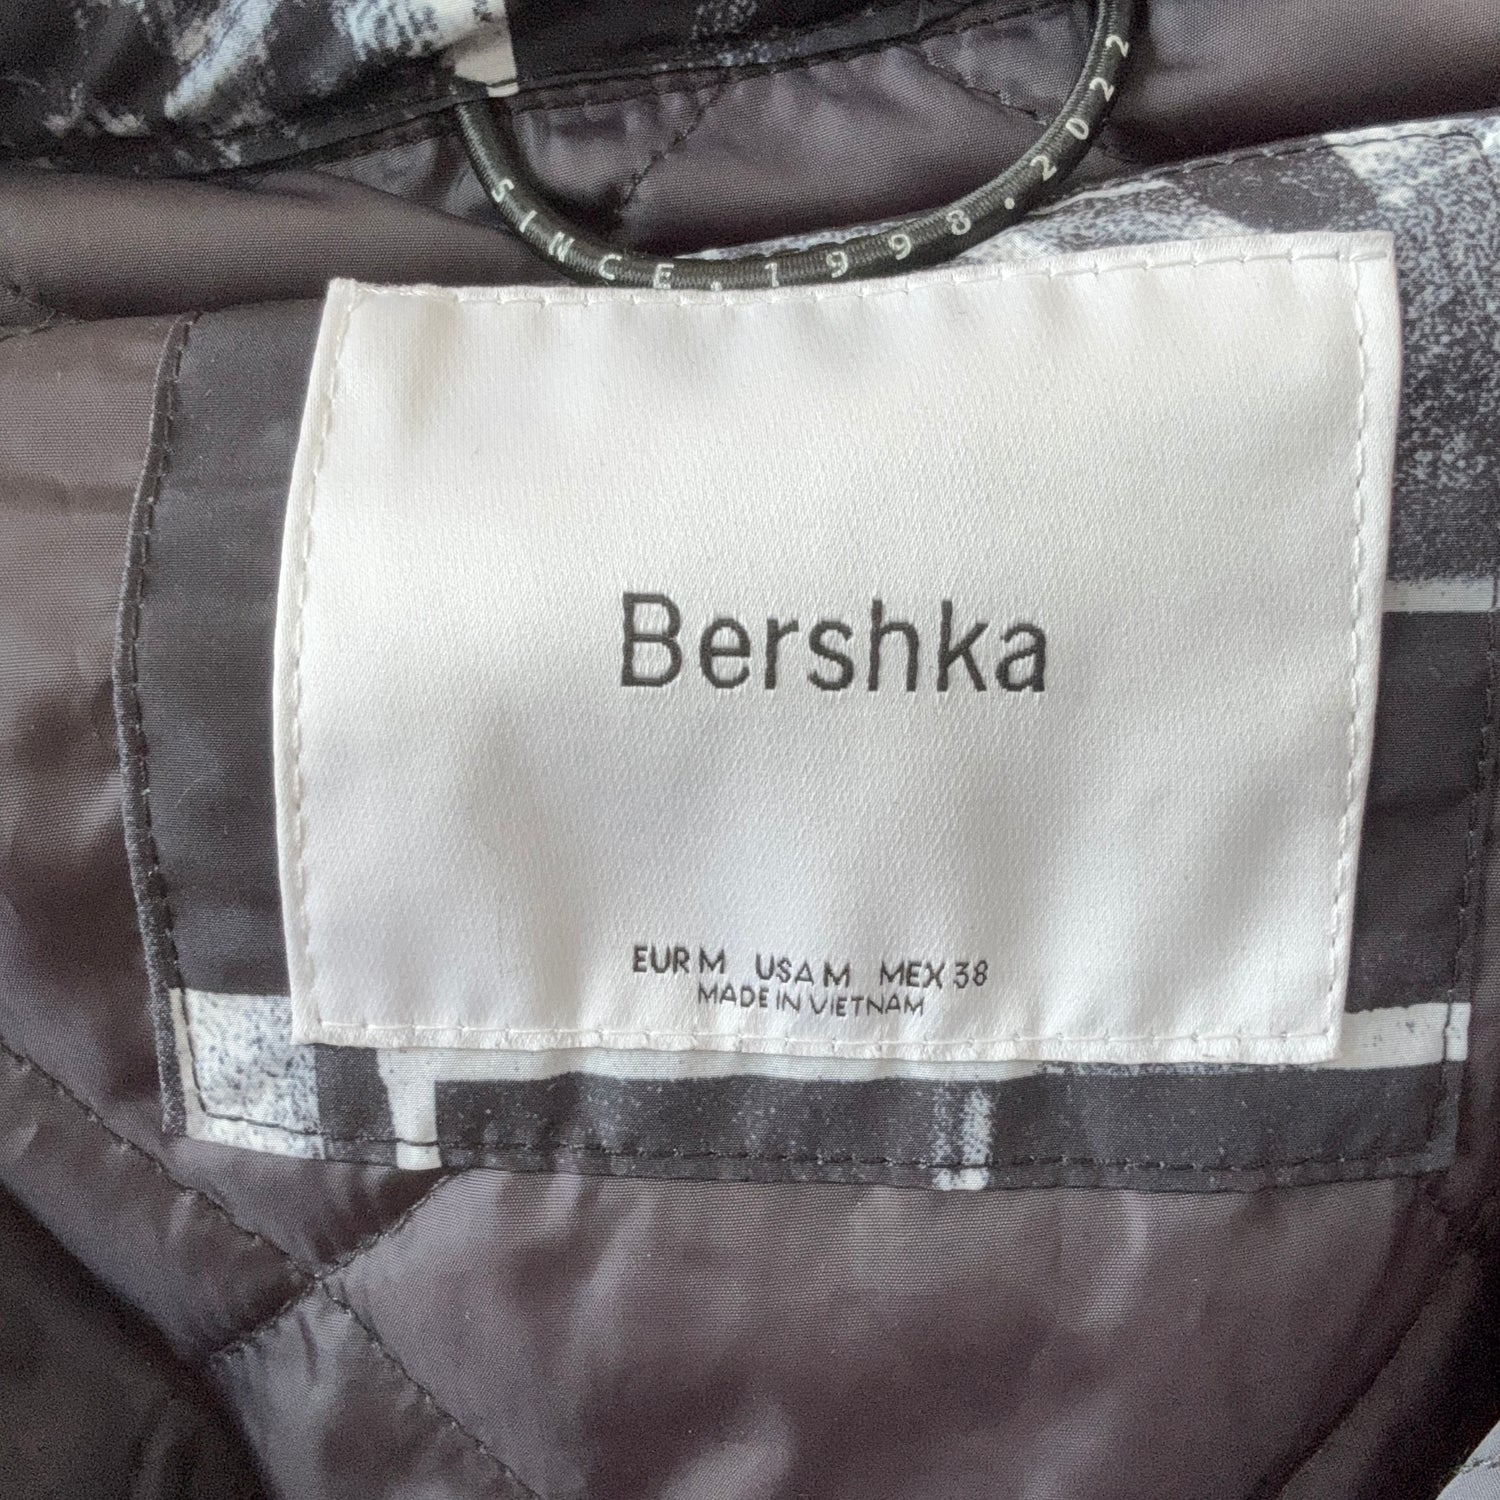 SINCE.1998.2022
Bershka
EUR M USA M MEX 38
MADE IN VIETNAM